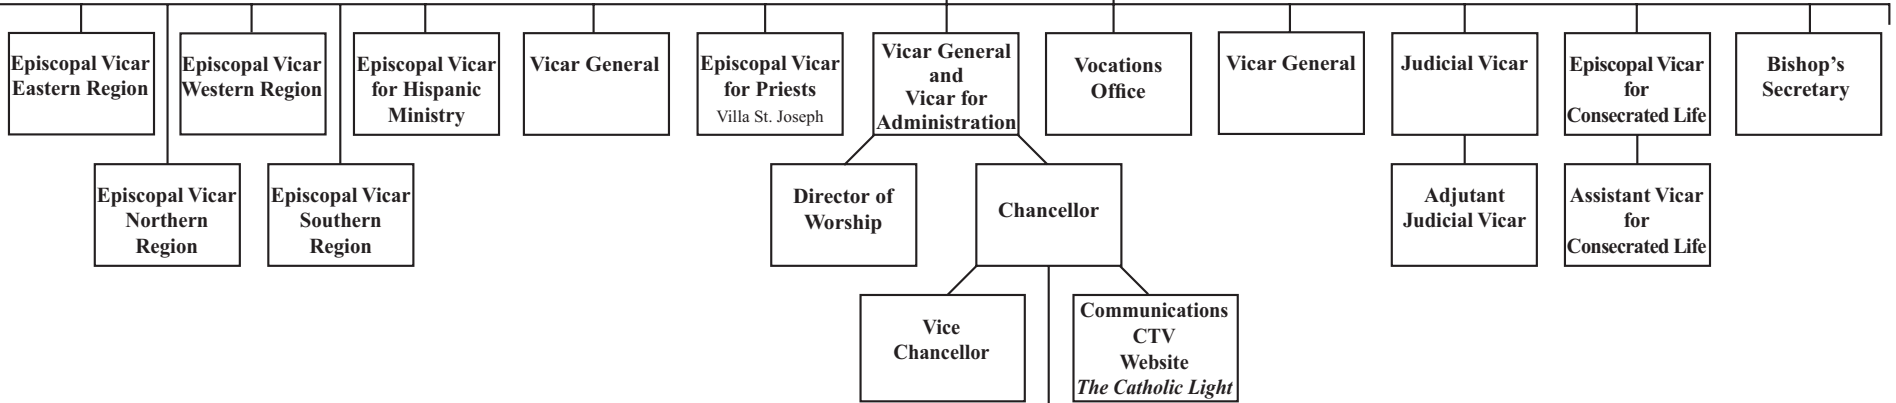 Episcopal Vicar
Eastern Region
Episcopal Vicar
Western Region
Episcopal Vicar
for Hispanic
Ministry
Vicar General
Episcopal Vicar
for Priests
Villa St. Joseph
Vicar General
and
Vicar for
Administration
Vocations
Office
Vicar General
Judicial Vicar
Episcopal Vicar
for
Consecrated Life
Bishop's
Secretary
Episcopal Vicar
Northern
Region
Episcopal Vicar
Southern
Region
Director of
Worship
Chancellor
Adjutant
Judicial Vicar
Assistant Vicar
for
Consecrated Life
Vice
Chancellor
Communications
CTV
Website
The Catholic Light